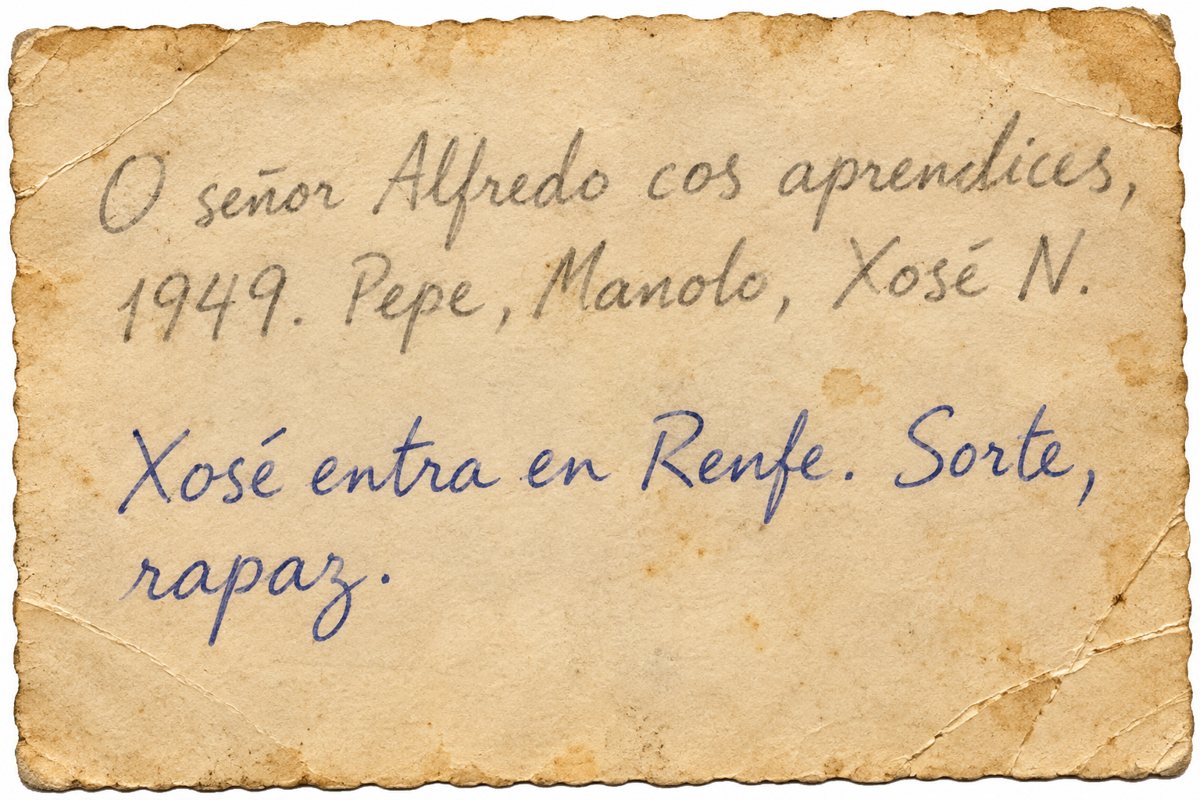 O señor Alfredo cos aprendices,
1949. Pepe, Manolo, Xosé N.
Xosé entra en Renfe. Sorte,
rapaz.